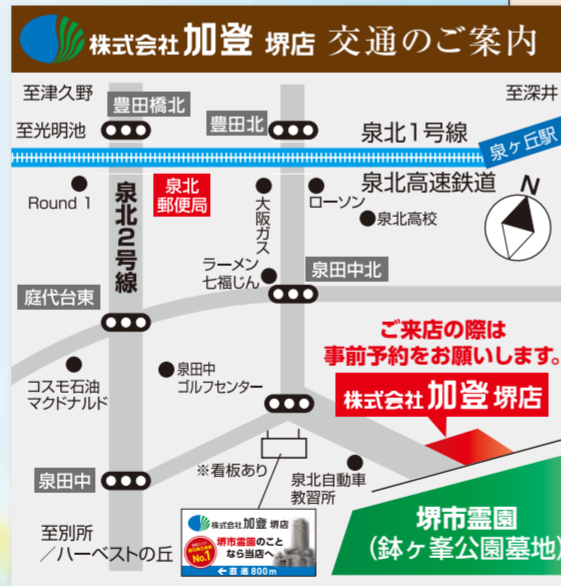 株式会社 加登 堺店 交通のご案内
至津久野
豊田橋北
至深井
至光明池
豊田北
泉北1号線
泉ヶ丘駅
泉北高速鉄道
N
Round 1
泉北
郵便局
泉北2号線
大阪ガス
ローソン
泉北高校
ラーメン
七福じん
泉田中北
庭代台東
ご来店の際は
事前予約をお願いします。
泉田中
ゴルフセンター
コスモ石油
マクドナルド
株式会社 加登 堺店
泉田中
※看板あり
泉北自動車
教習所
至別所
／ハーベストの丘
株式会社 加登 堺店
No.1
堺市霊園のこと
なら当店へ
←直進800m
堺市霊園
(鉢ヶ峯公園墓地)